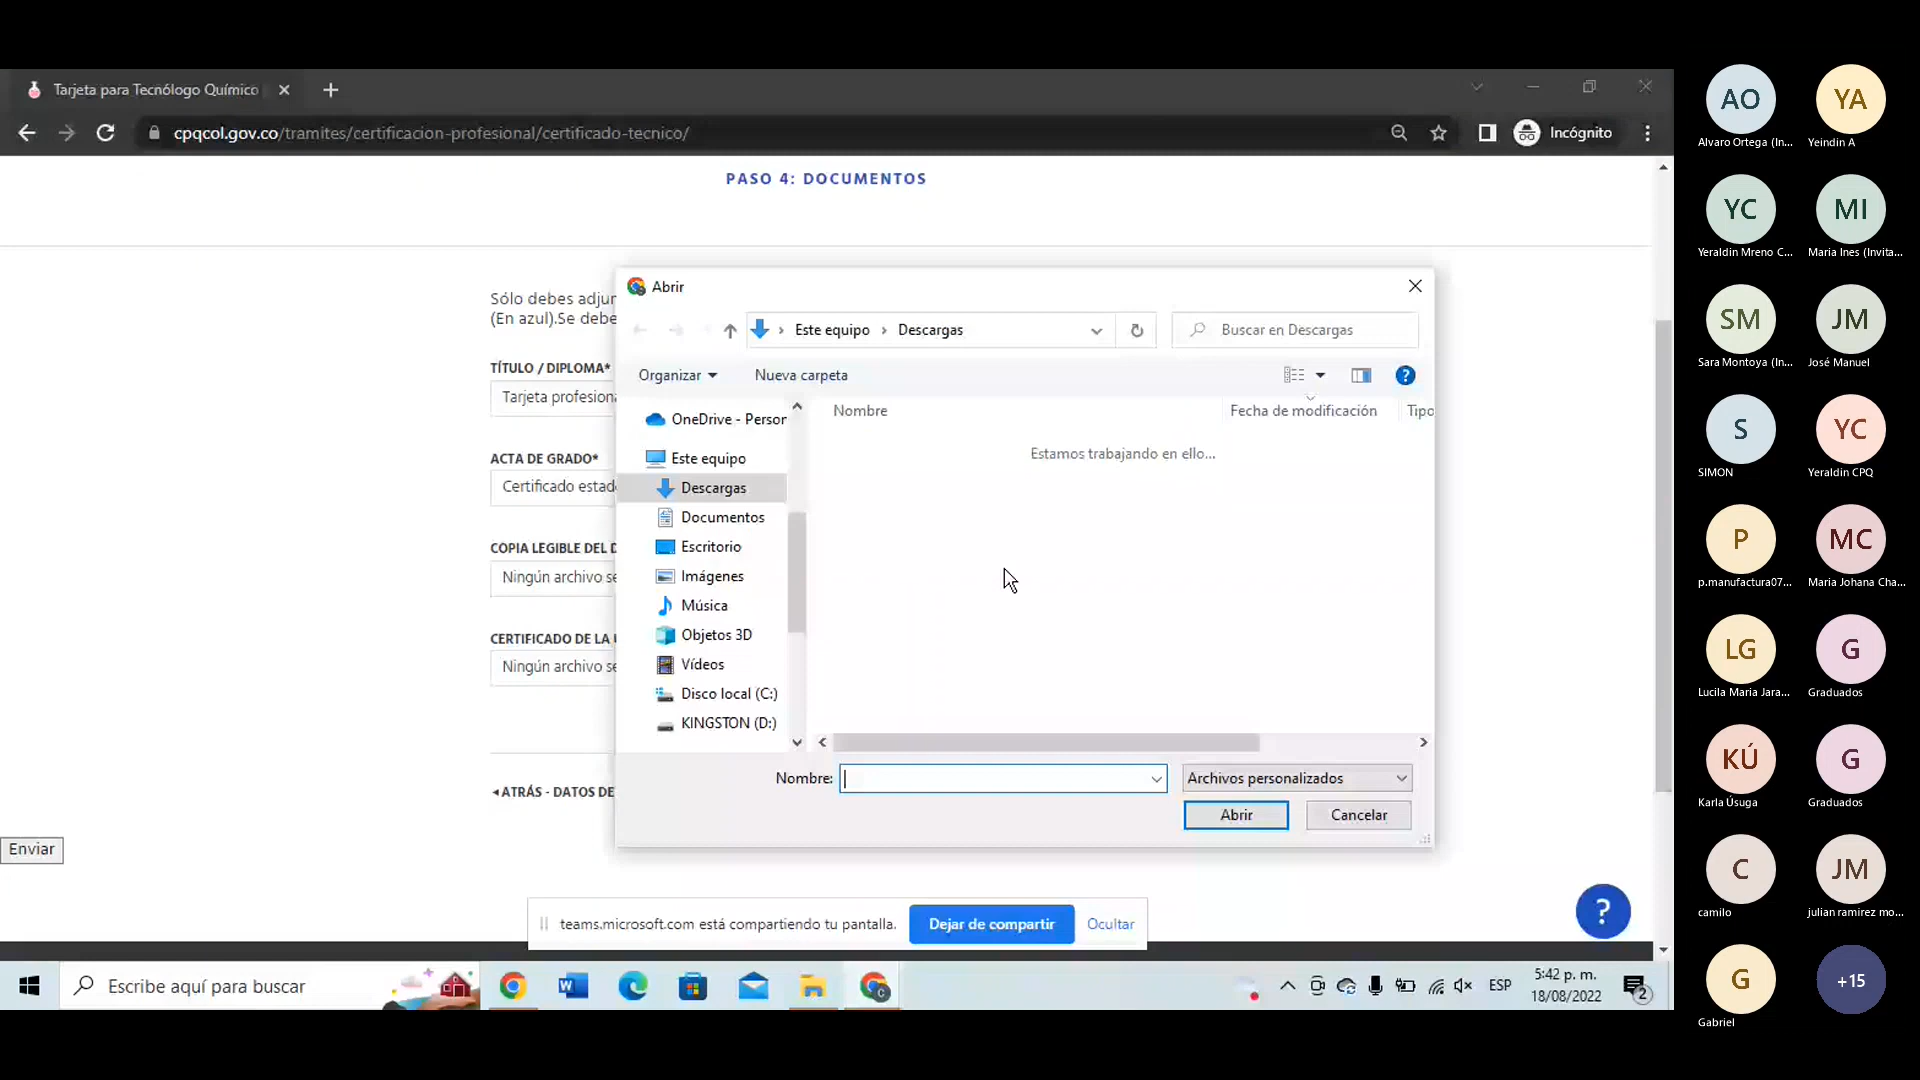 Tarjeta para Tecnólogo Químico
cpqcol.gov.co/tramites/certificacion-profesional/certificado-tecnico/
Incógnito
PASO 4: DOCUMENTOS
Sólo debes adjur
(En azul).Se debe
TÍTULO / DIPLOMA*
Tarjeta profesion
ACTA DE GRADO*
Certificado estad
COPIA LEGIBLE DEL D
Ningún archivo se
CERTIFICADO DE LA
Ningún archivo se
◂ ATRÁS - DATOS DE
Enviar
Abrir
Este equipo › Descargas
Buscar en Descargas
Organizar
Nueva carpeta
OneDrive - Person
Este equipo
Descargas
Documentos
Escritorio
Imágenes
Música
Objetos 3D
Vídeos
Disco local (C:)
KINGSTON (D:)
Nombre
Fecha de modificación
Tipo
Estamos trabajando en ello...
Nombre:
Archivos personalizados
Abrir
Cancelar
teams.microsoft.com está compartiendo tu pantalla.
Dejar de compartir
Ocultar
?
Escribe aquí para buscar
ESP
5:42 p. m.
18/08/2022
2
AO
Alvaro Ortega (In...
YA
Yeindin A
YC
Yeraldin Mreno C...
MI
Maria Ines (Invita...
SM
Sara Montoya (In...
JM
José Manuel
S
SIMON
YC
Yeraldin CPQ
P
p.manufactura07...
MC
Maria Johana Cha...
LG
Lucila Maria Jara...
G
Graduados
KÚ
Karla Úsuga
G
Graduados
C
camilo
JM
julian ramirez mo...
G
Gabriel
+15